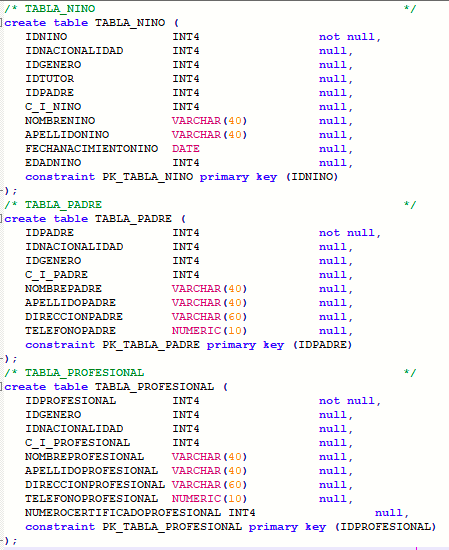 /* TABLA_NINO */
create table TABLA_NINO (
IDNINO INT4 not null,
IDNACIONALIDAD INT4 null,
IDGENERO INT4 null,
IDTUTOR INT4 null,
IDPADRE INT4 null,
C_I_NINO INT4 null,
NOMBRENINO VARCHAR(40) null,
APELLIDONINO VARCHAR(40) null,
FECHANACIMIENTONINO DATE null,
EDADNINO INT4 null,
constraint PK_TABLA_NINO primary key (IDNINO)
);
/* TABLA_PADRE */
create table TABLA_PADRE (
IDPADRE INT4 not null,
IDNACIONALIDAD INT4 null,
IDGENERO INT4 null,
C_I_PADRE INT4 null,
NOMBREPADRE VARCHAR(40) null,
APELLIDOPADRE VARCHAR(40) null,
DIRECCIONPADRE VARCHAR(60) null,
TELEFONOPADRE NUMERIC(10) null,
constraint PK_TABLA_PADRE primary key (IDPADRE)
);
/* TABLA_PROFESIONAL */
create table TABLA_PROFESIONAL (
IDPROFESIONAL INT4 not null,
IDGENERO INT4 null,
IDNACIONALIDAD INT4 null,
C_I_PROFESIONAL INT4 null,
NOMBREPROFESIONAL VARCHAR(40) null,
APELLIDOPROFESIONAL VARCHAR(40) null,
DIRECCIONPROFESIONAL VARCHAR(60) null,
TELEFONOPROFESIONAL NUMERIC(10) null,
NUMEROCERTIFICADOPROFESIONAL INT4 null,
constraint PK_TABLA_PROFESIONAL primary key (IDPROFESIONAL)
);